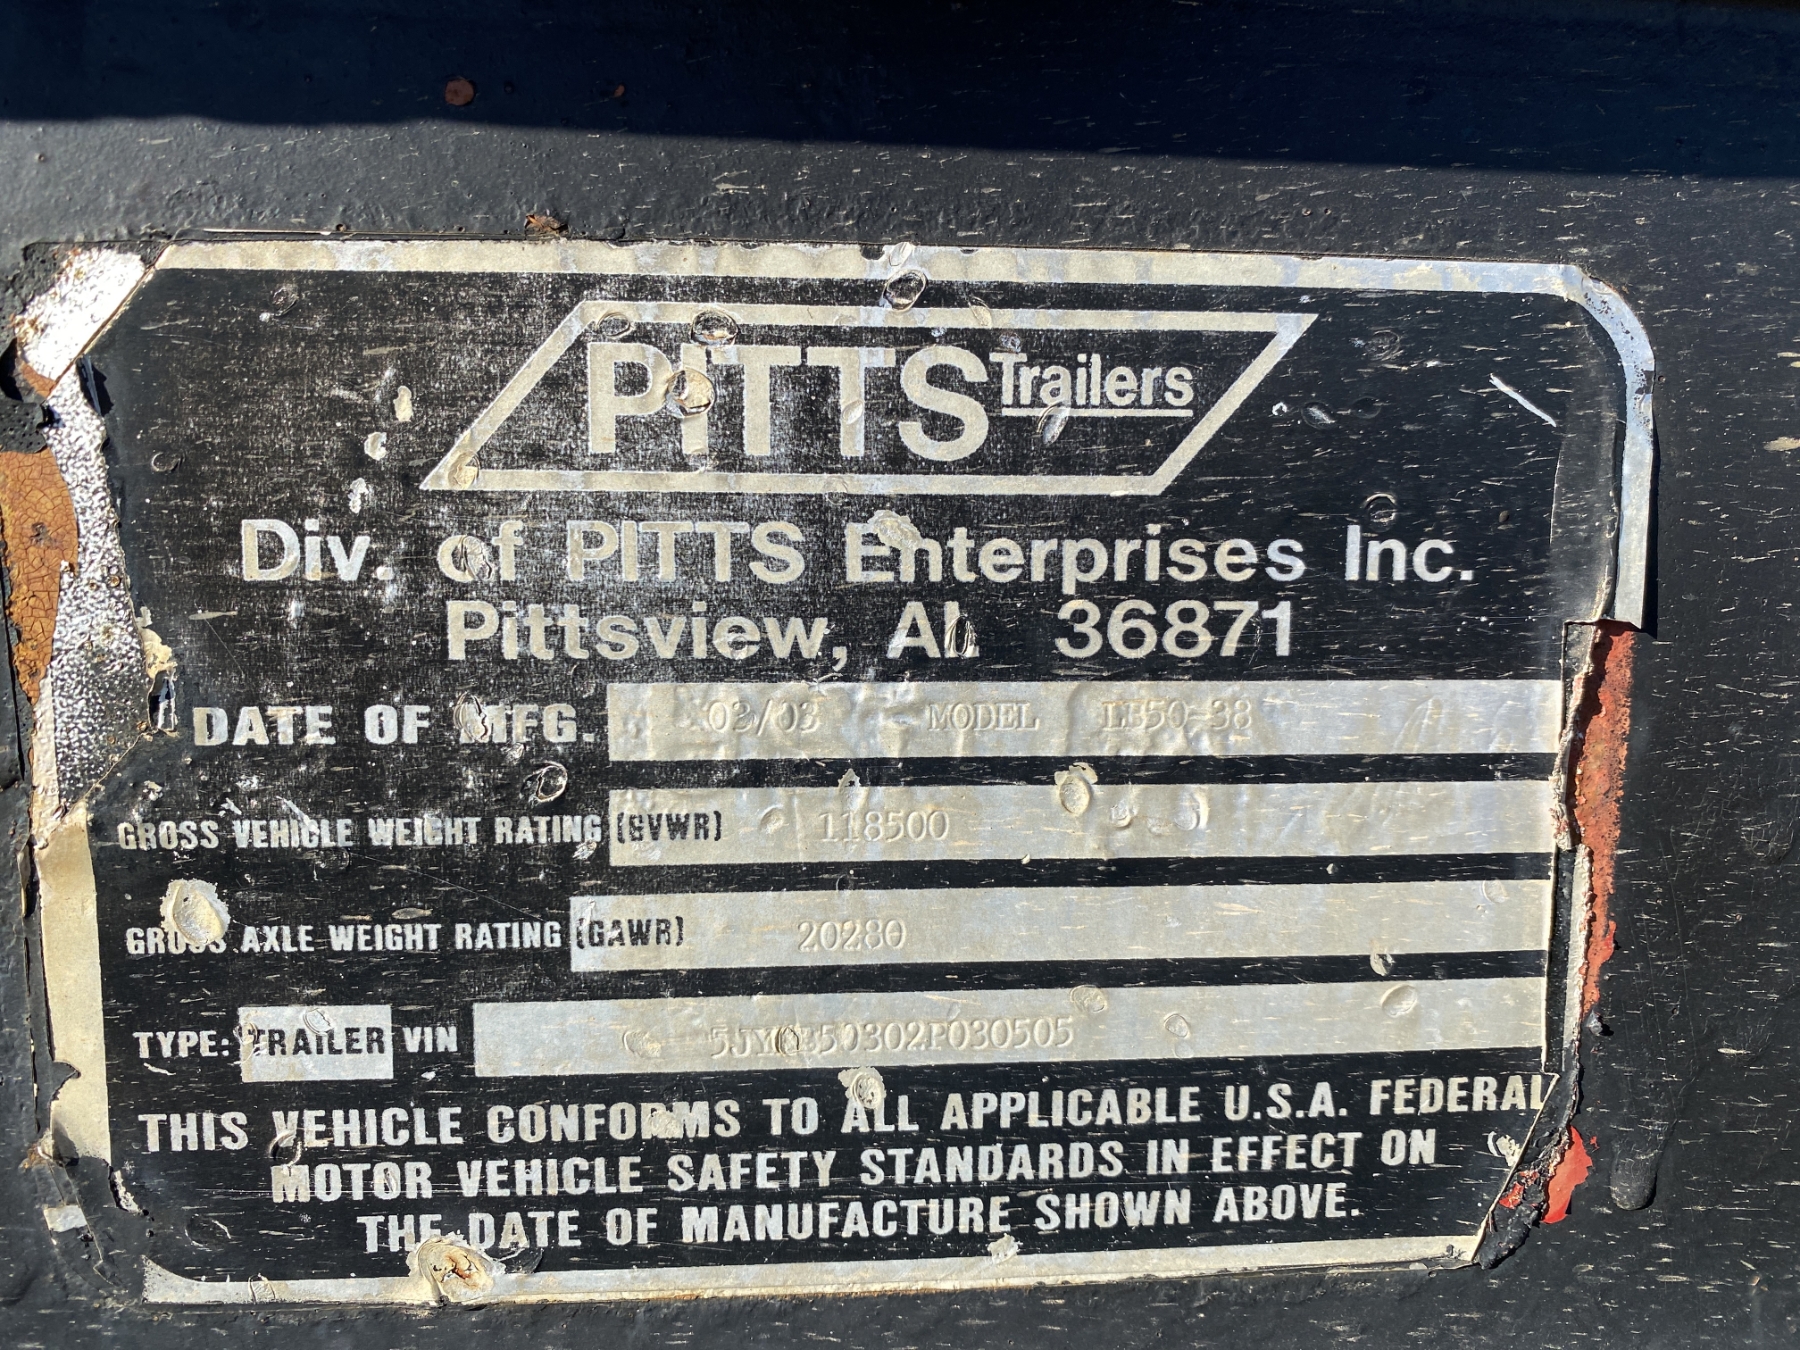 PITTS Trailers
Div. of PITTS Enterprises Inc.
Pittsview, AL 36871
DATE OF MFG. 03/03 MODEL LB50-38
GROSS VEHICLE WEIGHT RATING (GVWR) 118500
GROSS AXLE WEIGHT RATING (GAWR) 20280
TYPE: TRAILER VIN
THIS VEHICLE CONFORMS TO ALL APPLICABLE U.S.A. FEDERAL
MOTOR VEHICLE SAFETY STANDARDS IN EFFECT ON
THE DATE OF MANUFACTURE SHOWN ABOVE.